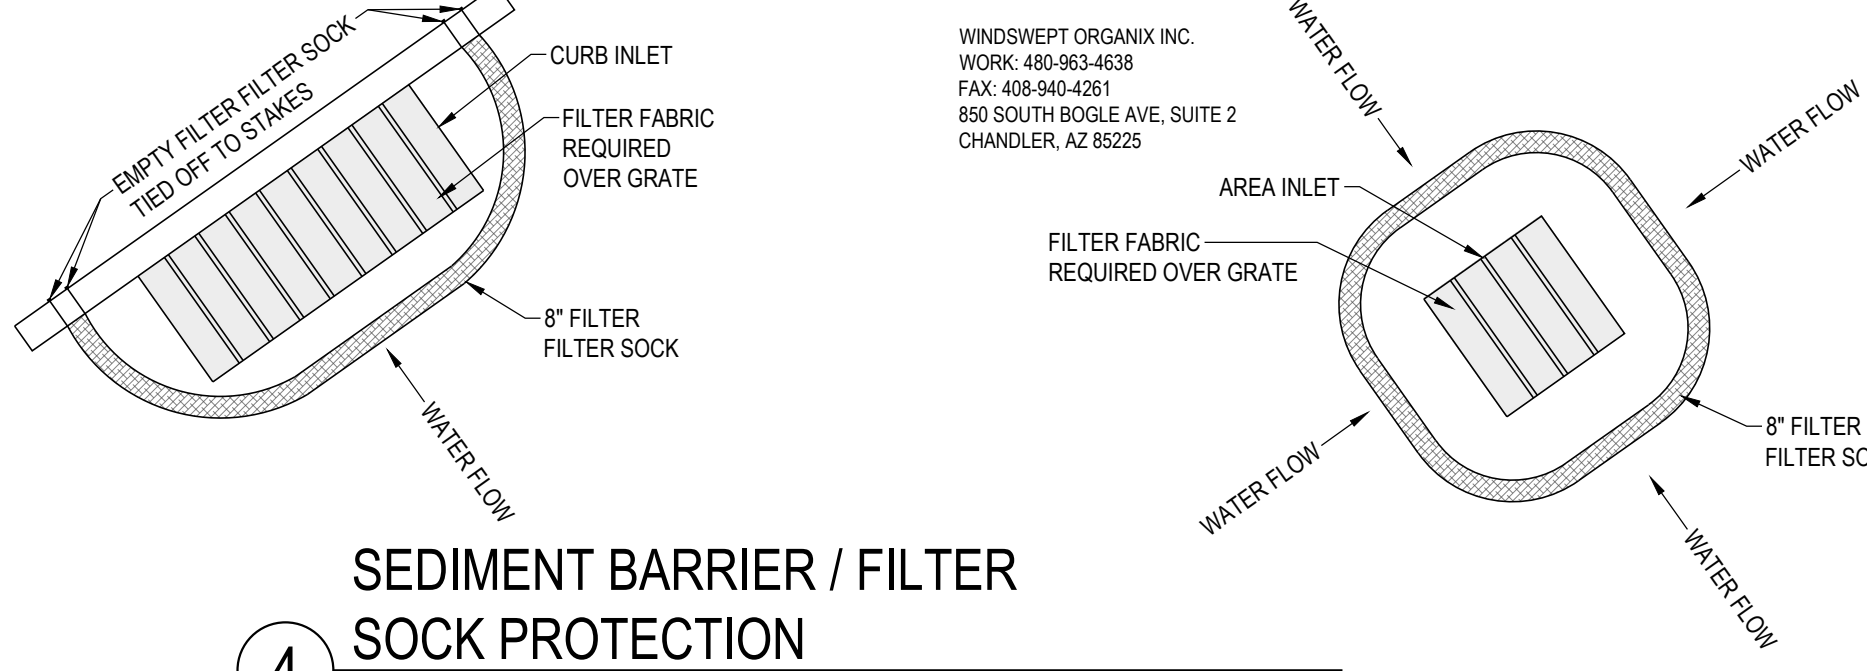 EMPTY FILTER FILTER SOCK
TIED OFF TO STAKES
CURB INLET
FILTER FABRIC
REQUIRED
OVER GRATE
8" FILTER
FILTER SOCK
WATER FLOW
WINDSWEPT ORGANIX INC.
WORK: 480-963-4638
FAX: 408-940-4261
850 SOUTH BOGLE AVE, SUITE 2
CHANDLER, AZ 85225
WATER FLOW
WATER FLOW
AREA INLET
FILTER FABRIC
REQUIRED OVER GRATE
8" FILTER
FILTER
WATER FLOW
WATER FLOW
SEDIMENT BARRIER / FILTER
SOCK PROTECTION
4